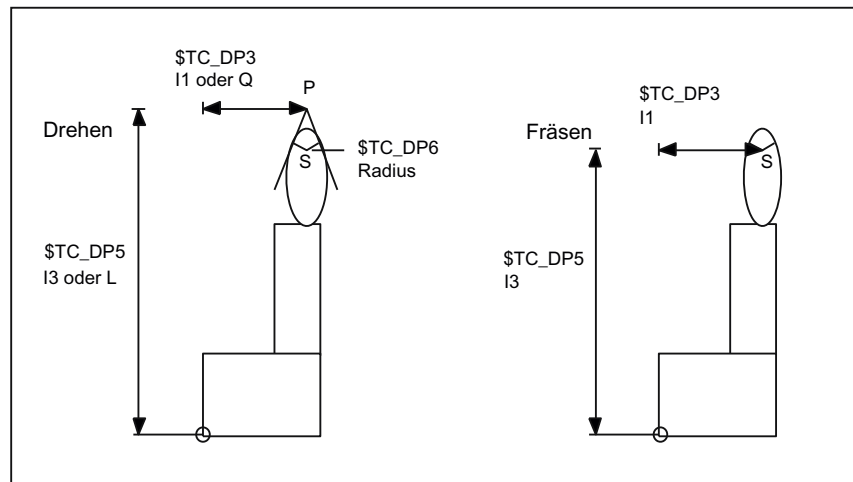 $TC_DP3
I1 oder Q
P
Drehen
$TC_DP6
Radius
S
$TC_DP5
I3 oder L
$TC_DP3
I1
Fräsen
S
$TC_DP5
I3